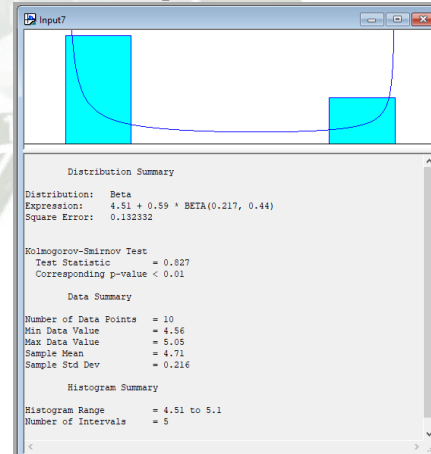 Input7
Distribution Summary
Distribution: Beta
Expression: 4.51 + 0.59 * BETA(0.217, 0.44)
Square Error: 0.132332
Kolmogorov-Smirnov Test
Test Statistic = 0.827
Corresponding p-value < 0.01
Data Summary
Number of Data Points = 10
Min Data Value = 4.56
Max Data Value = 5.05
Sample Mean = 4.71
Sample Std Dev = 0.216
Histogram Summary
Histogram Range = 4.51 to 5.1
Number of Intervals = 5